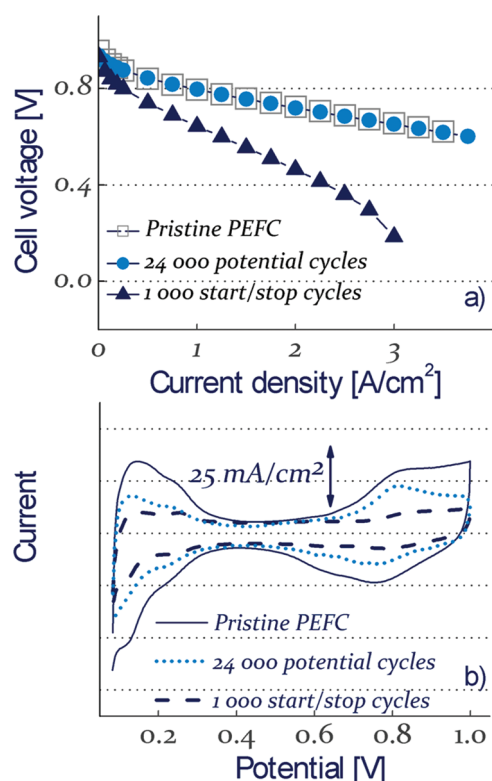 Cell voltage [V]
0.8
0.4
0.0
Pristine PEFC
24 000 potential cycles
1 000 start/stop cycles
a)
0 1 2 3
Current density [A/cm²]
Current
25 mA/cm²
Pristine PEFC
24 000 potential cycles
1 000 start/stop cycles
b)
0.2 0.4 0.6 0.8 1.0
Potential [V]